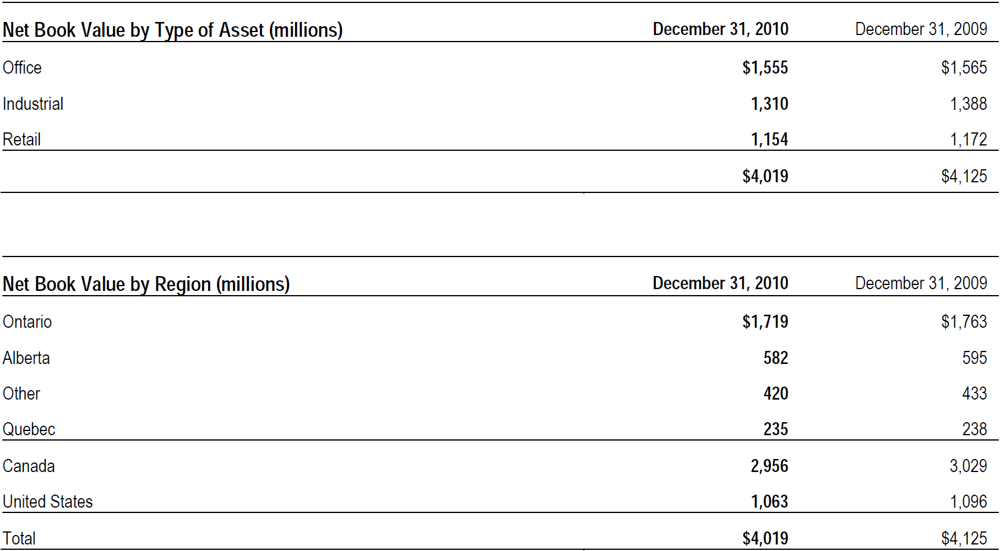 Net Book Value by Type of Asset (millions) December 31, 2010 December 31, 2009
Office $1,555 $1,565
Industrial 1,310 1,388
Retail 1,154 1,172
$4,019 $4,125
Net Book Value by Region (millions) December 31, 2010 December 31, 2009
Ontario $1,719 $1,763
Alberta 582 595
Other 420 433
Quebec 235 238
Canada 2,956 3,029
United States 1,063 1,096
Total $4,019 $4,125